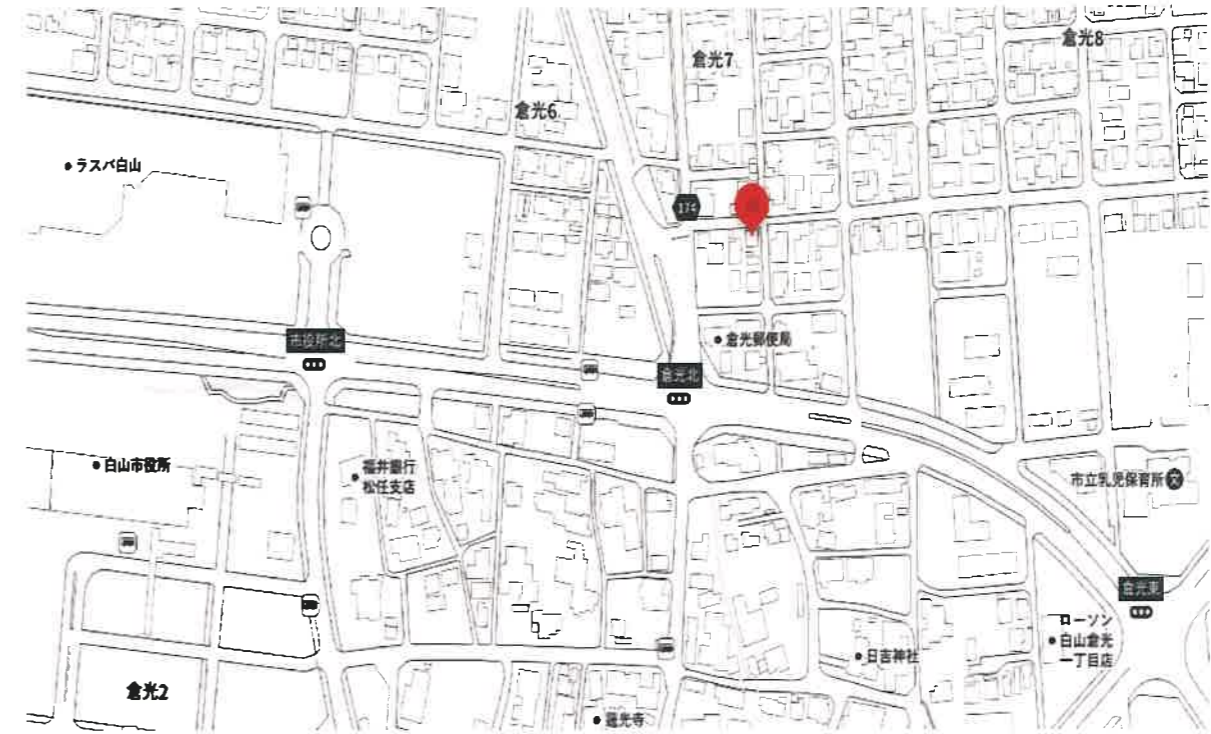 倉光8
倉光7
倉光6
ラスパ白山
174
市役所北
倉光郵便局
倉光北
白山市役所
福井銀行
松任支店
市立乳児保育所
文
倉光東
ローソン
白山倉光
一丁目店
日吉神社
倉光2